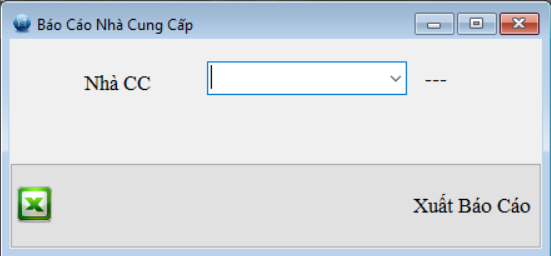 Báo Cáo Nhà Cung Cấp
Nhà CC ---
Xuất Báo Cáo